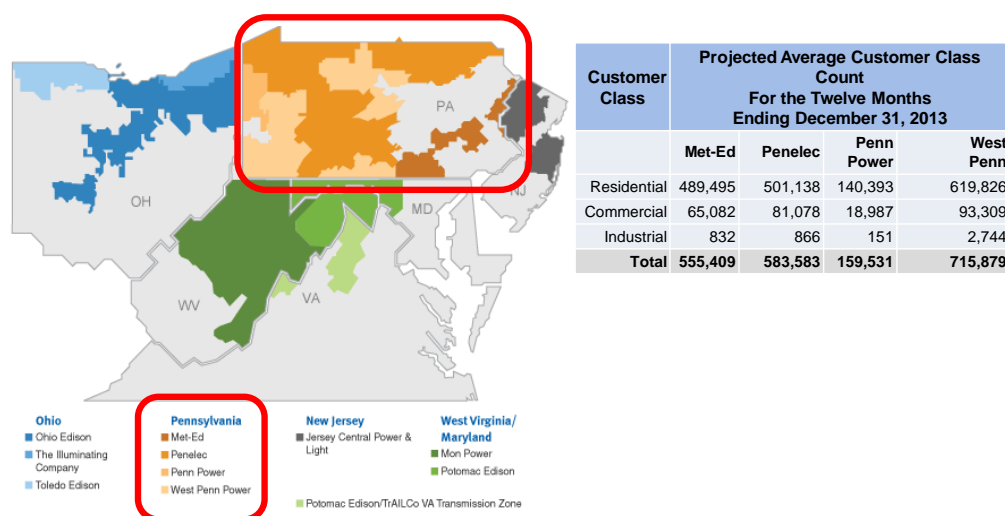 PA
OH
NJ
MD
WV
VA
Ohio
Ohio Edison
The Illuminating
Company
Toledo Edison
Pennsylvania
Met-Ed
Penelec
Penn Power
West Penn Power
New Jersey
Jersey Central Power &
Light
West Virginia/
Maryland
Mon Power
Potomac Edison
Potomac Edison/TrAILCo VA Transmission Zone
Customer
Class
Projected Average Customer Class
Count
For the Twelve Months
Ending December 31, 2013
Met-Ed Penelec Penn Power West Penn
Residential 489,495 501,138 140,393 619,826
Commercial 65,082 81,078 18,987 93,309
Industrial 832 866 151 2,744
Total 555,409 583,583 159,531 715,879